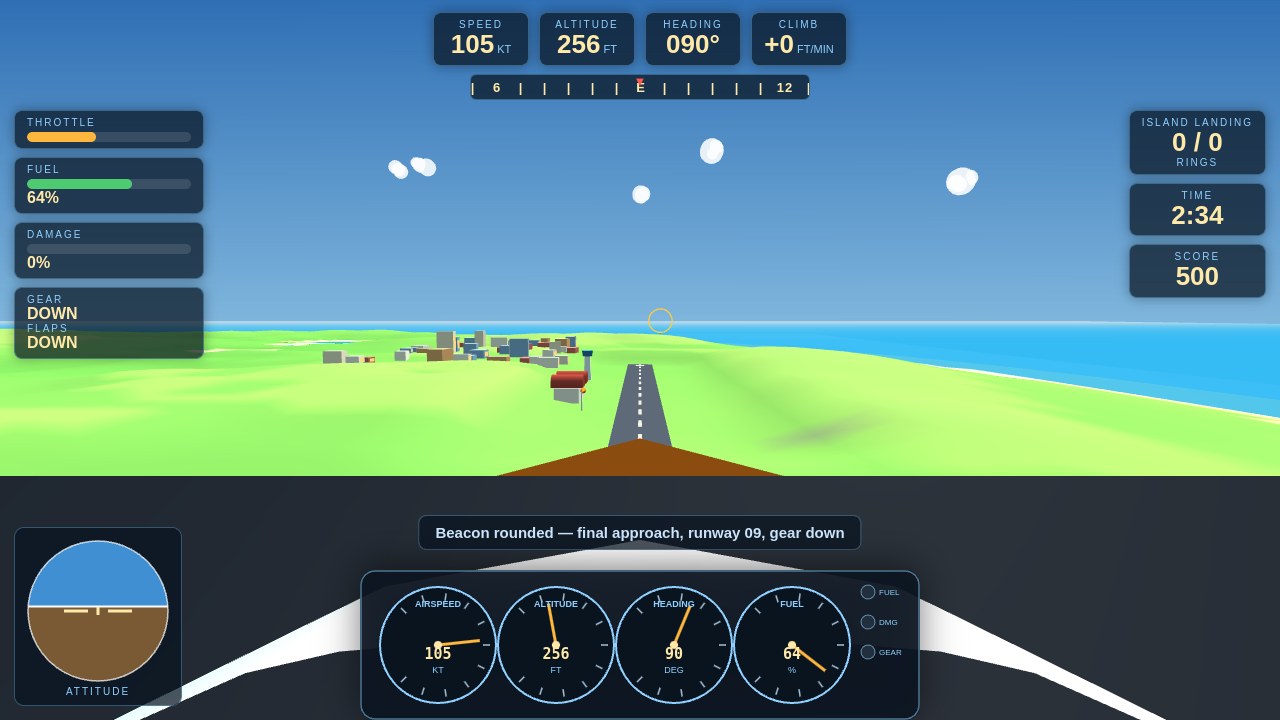 SPEED
105 KT
ALTITUDE
256 FT
HEADING
090°
CLIMB
+0 FT/MIN
| 6 | | | | | E | | | | | 12 |
THROTTLE
FUEL
64%
DAMAGE
0%
GEAR
DOWN
FLAPS
DOWN
ISLAND LANDING
0 / 0
RINGS
TIME
2:34
SCORE
500
Beacon rounded — final approach, runway 09, gear down
ATTITUDE
AIRSPEED
105
KT
ALTITUDE
256
FT
HEADING
90
DEG
FUEL
64
%
FUEL
DMG
GEAR